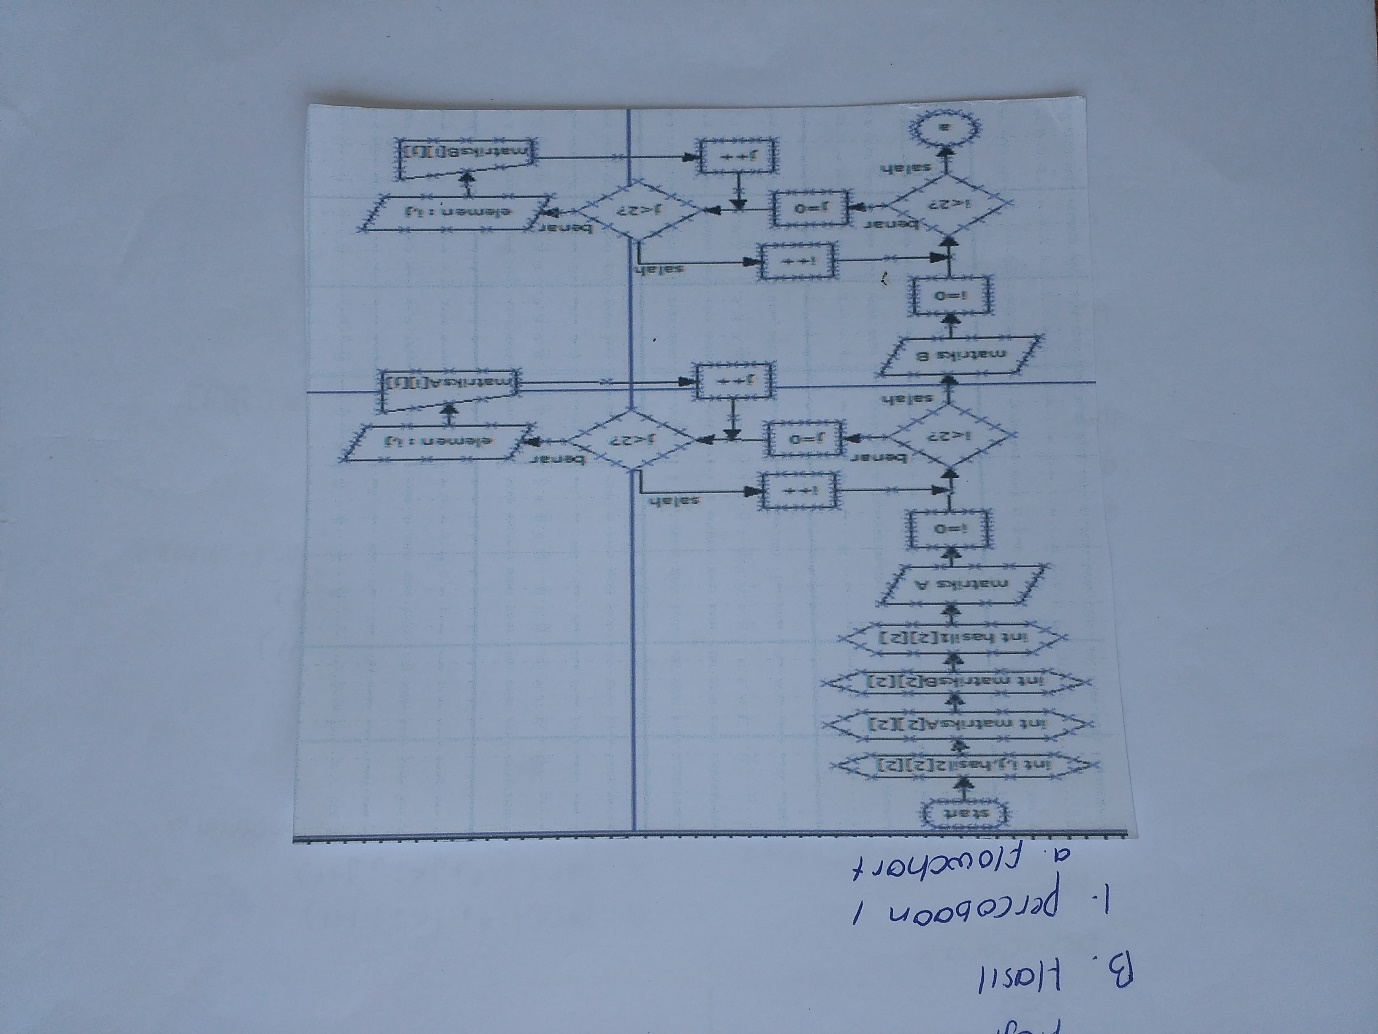 B. Hasil
1. percobaan 1
a. flowchart
start
int i,j,hasil2[2][2]
int matriksA[2][2]
int matriksB[2][2]
int hasil1[2][2]
matriks A
i=0
i++
salah
i<2?
benar
j=0
j<2?
benar
elemen : i,j
j++
matriksA[i][j]
salah
matriks B
i=0
i++
salah
i<2?
benar
j=0
j<2?
benar
elemen : i,j
j++
matriksB[i][j]
salah
a